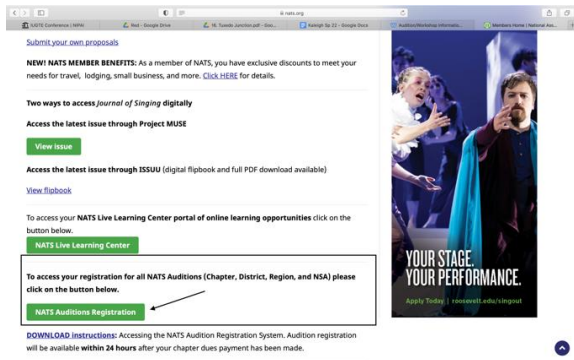 nats.org
IUSTE Conference | NIPAI
Red - Google Drive
16. Tuxedo Junction.pdf - Goo...
Kaleigh Sp 22 - Google Docs
Audition/Workshop Informatio...
Members Home | National Ass...
Submit your own proposals
NEW! NATS MEMBER BENEFITS: As a member of NATS, you have exclusive discounts to meet your
needs for travel, lodging, small business, and more. Click HERE for details.
Two ways to access Journal of Singing digitally
Access the latest issue through Project MUSE
View issue
Access the latest issue through ISSUU (digital flipbook and full PDF download available)
View flipbook
To access your NATS Live Learning Center portal of online learning opportunities click on the
button below.
NATS Live Learning Center
To access your registration for all NATS Auditions (Chapter, District, Region, and NSA) please
click on the button below.
NATS Auditions Registration
DOWNLOAD instructions: Accessing the NATS Audition Registration System. Audition registration
will be available within 24 hours after your chapter dues payment has been made.
YOUR STAGE.
YOUR PERFORMANCE.
Apply Today | roosevelt.edu/singout